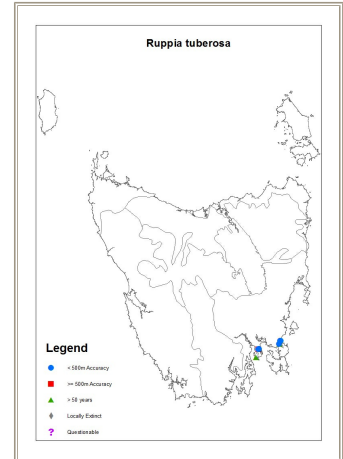 Ruppia tuberosa
Legend
< 500m Accuracy
>= 500m Accuracy
> 50 years
Locally Extinct
? Questionable